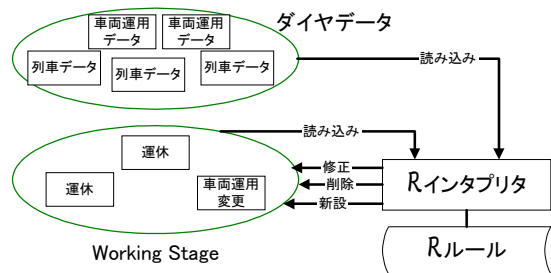 ダイヤデータ
車両運用
データ
車両運用
データ
列車データ
列車データ
列車データ
読み込み
読み込み
運休
運休
車両運用
変更
修正
削除
新設
Rインタプリタ
Rルール
Working Stage